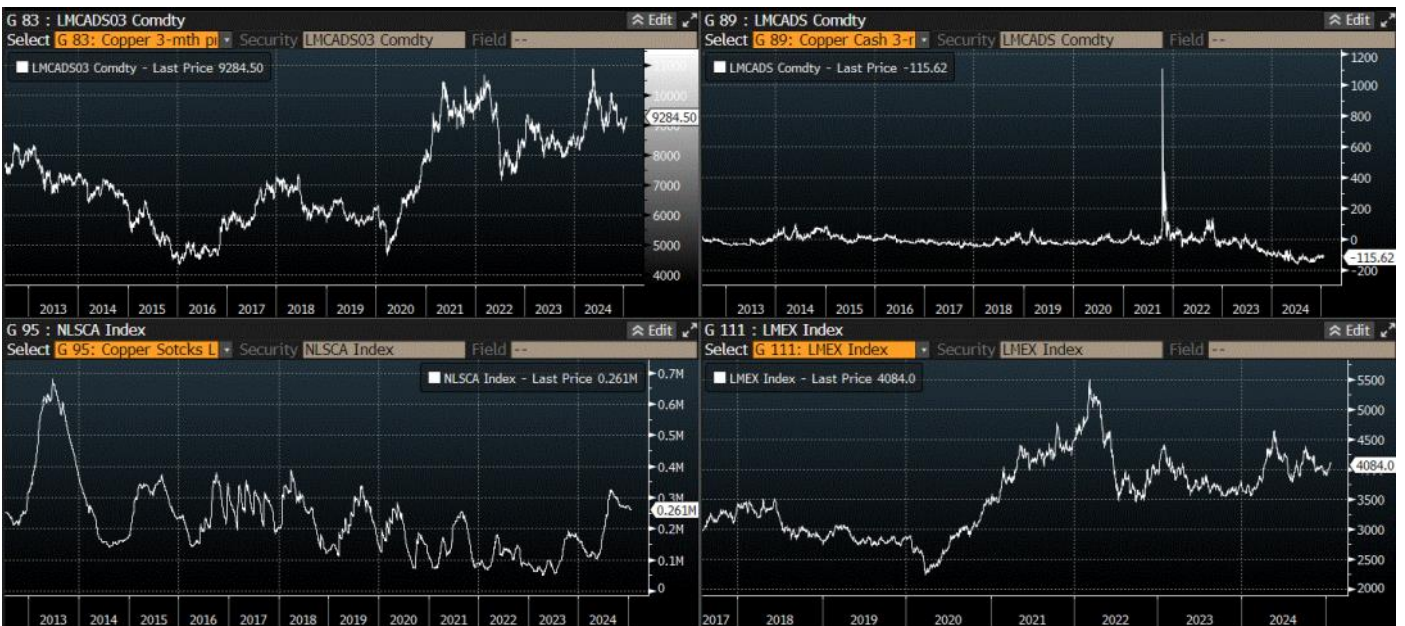 G 83 : LMCADS03 Comdty
Edit
Select G 83: Copper 3-mth pr Security LMCADS03 Comdty Field --
LMCADS03 Comdty - Last Price 9284.50
10000
9284.50
8000
7000
6000
5000
4000
2013 2014 2015 2016 2017 2018 2019 2020 2021 2022 2023 2024
G 89 : LMCADS Comdty
Edit
Select G 89: Copper Cash 3-r Security LMCADS Comdty Field --
LMCADS Comdty - Last Price -115.62
1200
1000
800
600
400
200
0
-115.62
-200
2013 2014 2015 2016 2017 2018 2019 2020 2021 2022 2023 2024
G 95 : NLSCA Index
Edit
Select G 95: Copper Sotcks L Security NLSCA Index Field --
NLSCA Index - Last Price 0.261M
0.7M
0.6M
0.5M
0.4M
0.3M
0.261M
0.2M
0.1M
0
2013 2014 2015 2016 2017 2018 2019 2020 2021 2022 2023 2024
G 111 : LMEX Index
Edit
Select G 111: LMEX Index Security LMEX Index Field --
LMEX Index - Last Price 4084.0
5500
5000
4500
4084.0
3500
3000
2500
2000
2017 2018 2019 2020 2021 2022 2023 2024